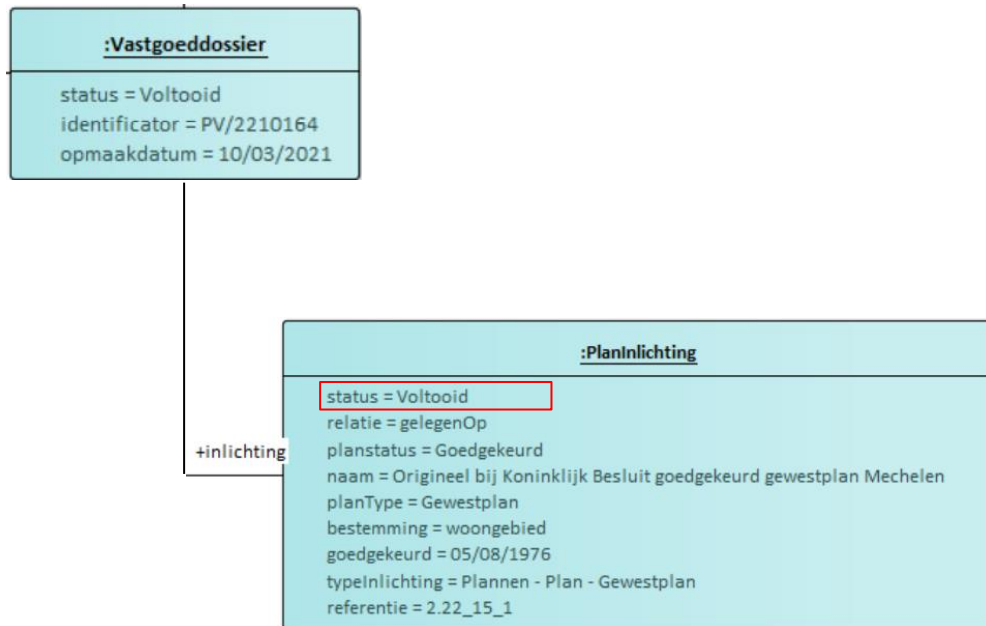 :Vastgoeddossier
status = Voltooid
identificator = PV/2210164
opmaakdatum = 10/03/2021
+inlichting
:PlanInlichting
status = Voltooid
relatie = gelegenOp
planstatus = Goedgekeurd
naam = Origineel bij Koninklijk Besluit goedgekeurd gewestplan Mechelen
planType = Gewestplan
bestemming = woongebied
goedgekeurd = 05/08/1976
typeInlichting = Plannen - Plan - Gewestplan
referentie = 2.22_15_1